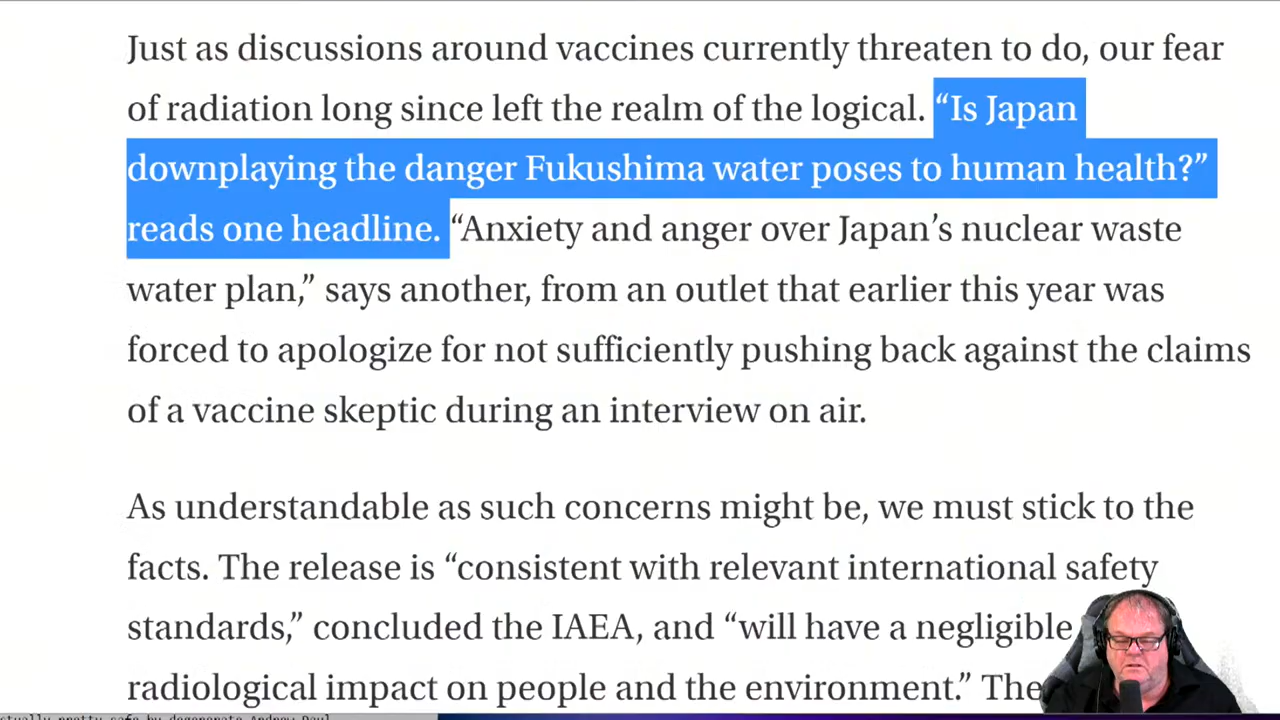 Just as discussions around vaccines currently threaten to do, our fear
of radiation long since left the realm of the logical. “Is Japan
downplaying the danger Fukushima water poses to human health?”
reads one headline. “Anxiety and anger over Japan’s nuclear waste
water plan,” says another, from an outlet that earlier this year was
forced to apologize for not sufficiently pushing back against the claims
of a vaccine skeptic during an interview on air.
As understandable as such concerns might be, we must stick to the
facts. The release is “consistent with relevant international safety
standards,” concluded the IAEA, and “will have a negligible
radiological impact on people and the environment.” The